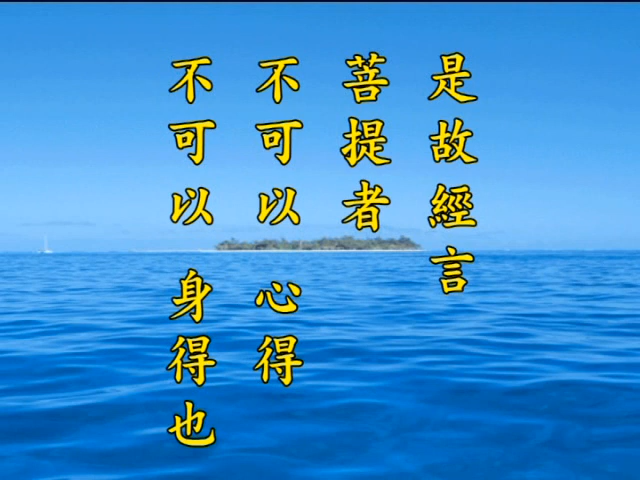 是故經言
菩提者
不可以 心得
不可以 身得也